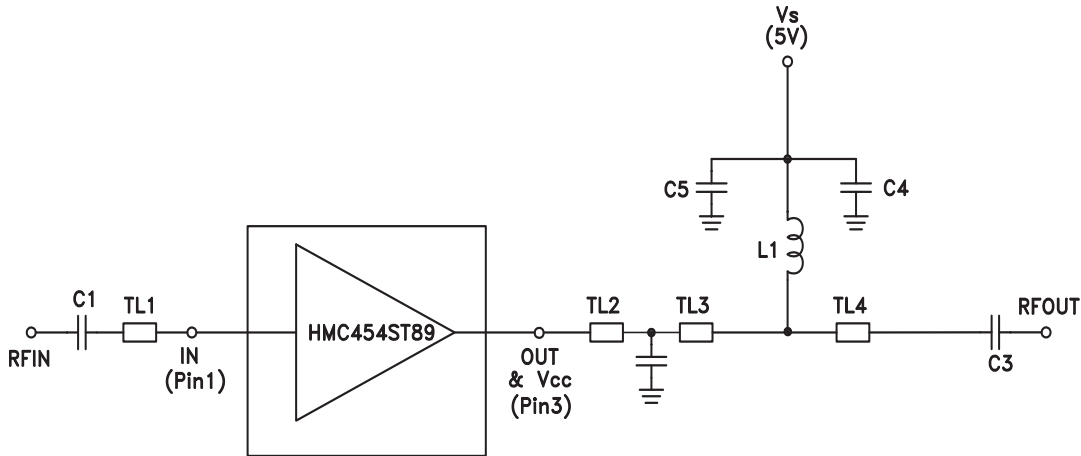 Vs
(5V)
C5
C4
L1
C1
TL1
HMC454ST89
TL2
TL3
TL4
RFOUT
RFIN
IN
(Pin1)
OUT
& Vcc
(Pin3)
C3